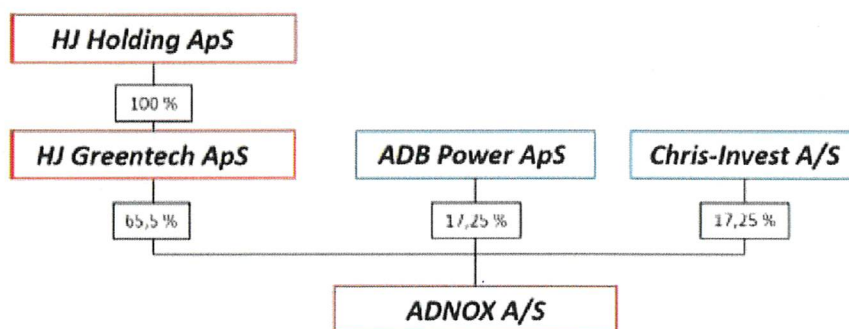 HJ Holding ApS
100 %
HJ Greentech ApS
ADB Power ApS
Chris-Invest A/S
65,5 %
17,25 %
17,25 %
ADNOX A/S